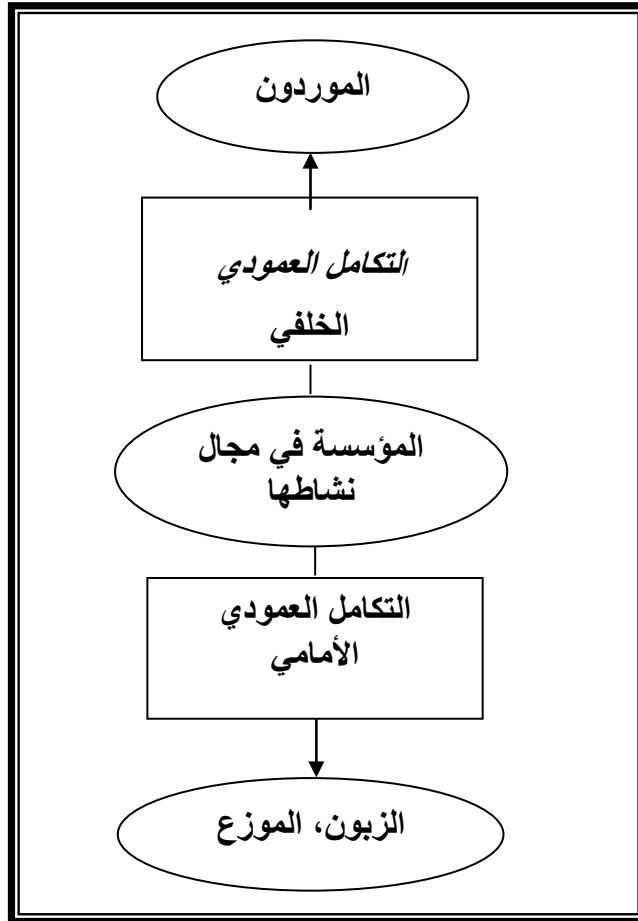 الموردون
التكامل العمودي
الخلفي
المؤسسة في مجال
نشاطها
التكامل العمودي
الأمامي
الزبون، الموزع